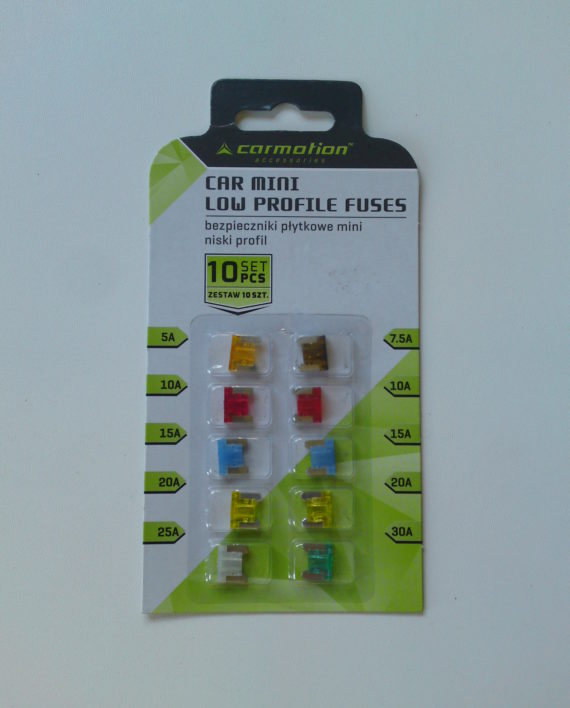 carmotion™
accessories
CAR MINI
LOW PROFILE FUSES
bezpieczniki płytkowe mini
niski profil
10 SET PCS
ZESTAW 10 SZT.
5A 7.5A
10A 10A
15A 15A
20A 20A
25A 30A